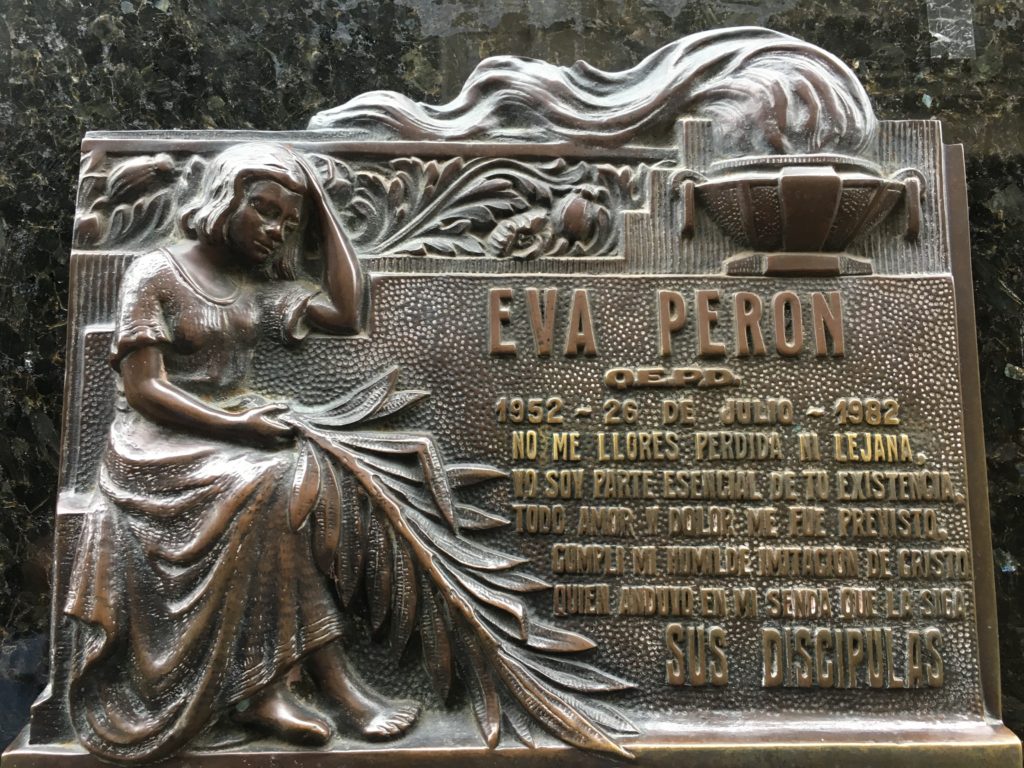 EVA PERON
Q.E.P.D.
1952 - 26 DE JULIO - 1982
NO ME LLORES PERDIDA NI LEJANA.
YO SOY PARTE ESENCIAL DE TU EXISTENCIA.
TODO AMOR Y DOLOR ME FUE PREVISTO.
CUMPLI MI HUMILDE IMITACION DE CRISTO
QUIEN ANDUVO EN MI SENDA QUE LA SIGA
SUS DISCIPULAS